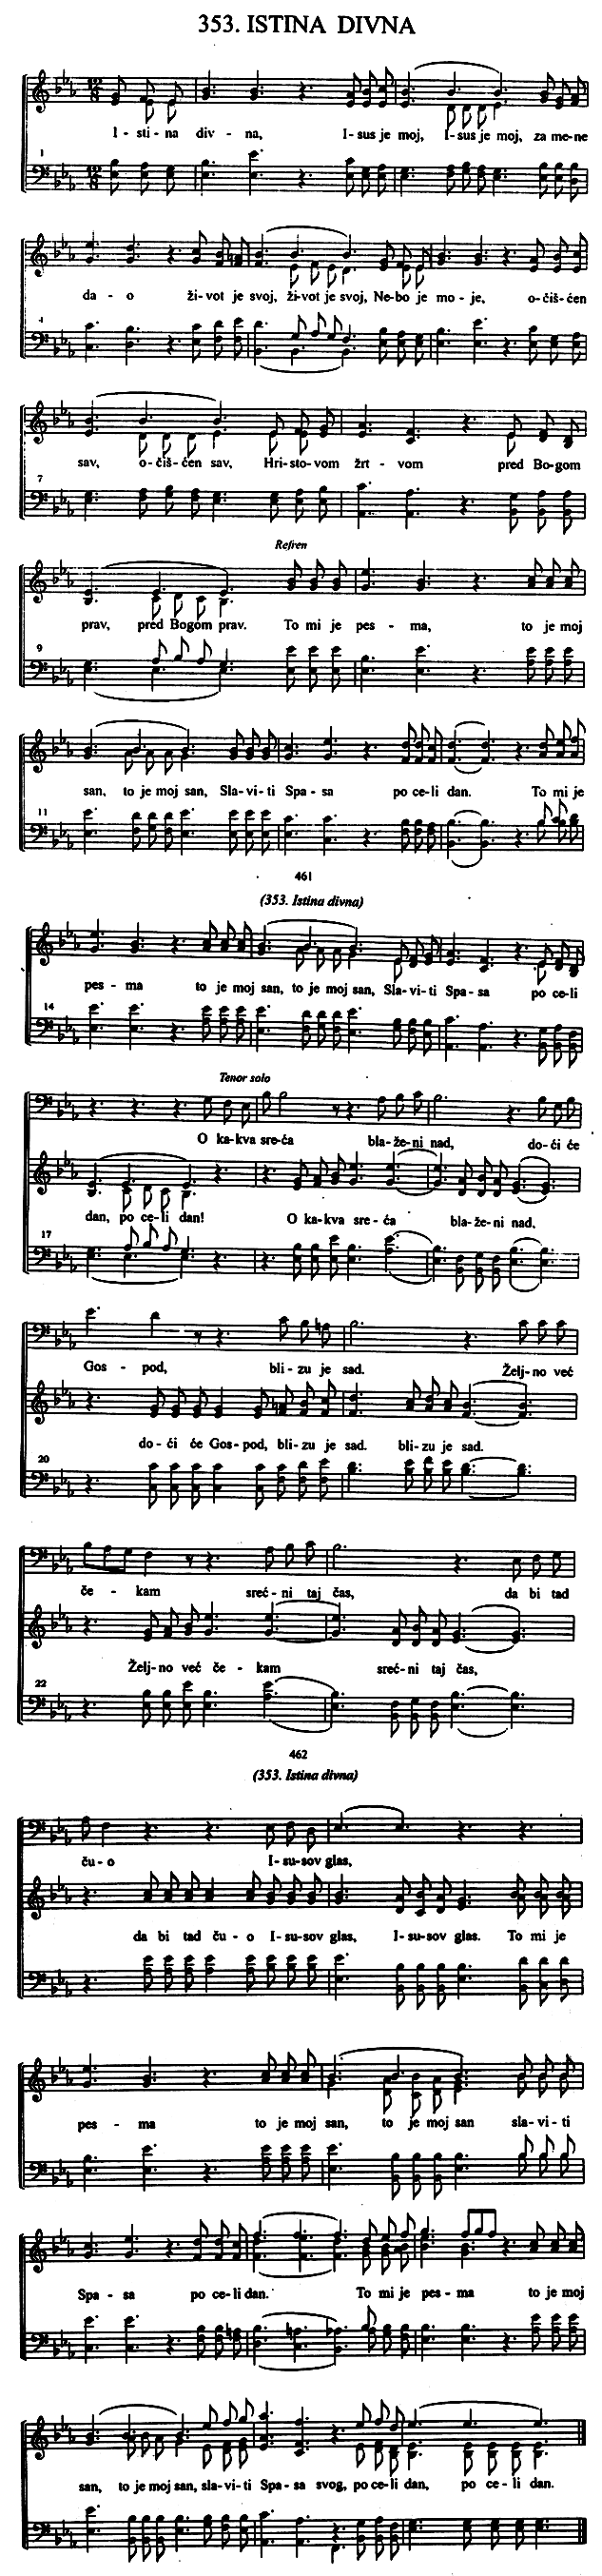 353. ISTINA DIVNA
12
8
12
8
I - sti - na div - na, I - sus je moj, I - sus je moj, za me - ne
1
da - o ži - vot je svoj, ži - vot je svoj, Ne - bo je mo - je, o - čiš - ćen
4
sav, o - čiš - ćen sav, Hri - sto - vom žrt - vom pred Bo - gom
7
Refren
prav, pred Bogom prav. To mi je pes - ma, to je moj
9
san, to je moj san, Sla - vi - ti Spa - sa po ce - li dan. To mi je
11
461
(353. Istina divna)
pes - ma to je moj san, to je moj san, Sla - vi - ti Spa - sa po ce - li
14
Tenor solo
O ka - kva sre - ća bla - že - ni nad, do - ći će
dan, po ce - li dan! O ka - kva sre - ća bla - že - ni nad,
17
Gos - pod, bli - zu je sad. Želj - no već
do - ći će Gos - pod, bli - zu je sad. bli - zu je sad.
20
če - kam sreć - ni taj čas, da bi tad
Želj - no već če - kam sreć - ni taj čas,
22
462
(353. Istina divna)
ču - o I - su - sov glas,
da bi tad ču - o I - su - sov glas, I - su - sov glas. To mi je
pes - ma to je moj san, to je moj san sla - vi - ti
Spa - sa po ce - li dan. To mi je pes - ma to je moj
san, to je moj san, sla - vi - ti Spa - sa svog, po ce - li dan, po ce - li dan.